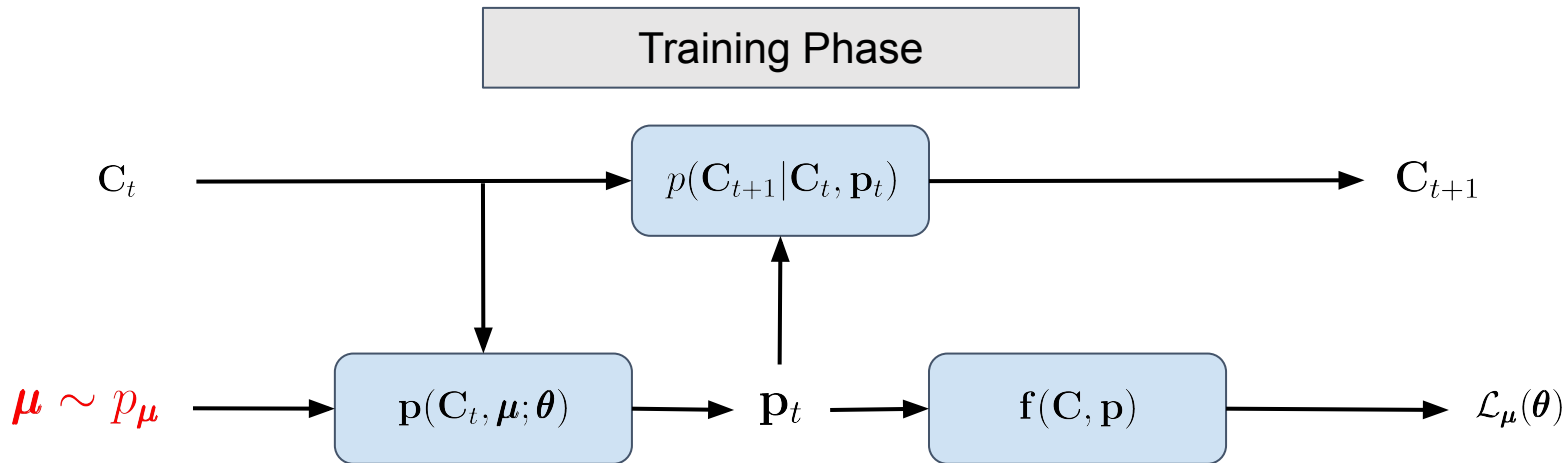 Training Phase
C_t p(C_{t+1}|C_t, p_t) C_{t+1}
μ ∼ p_μ p(C_t, μ; θ) p_t f(C, p) ℒ_μ(θ)